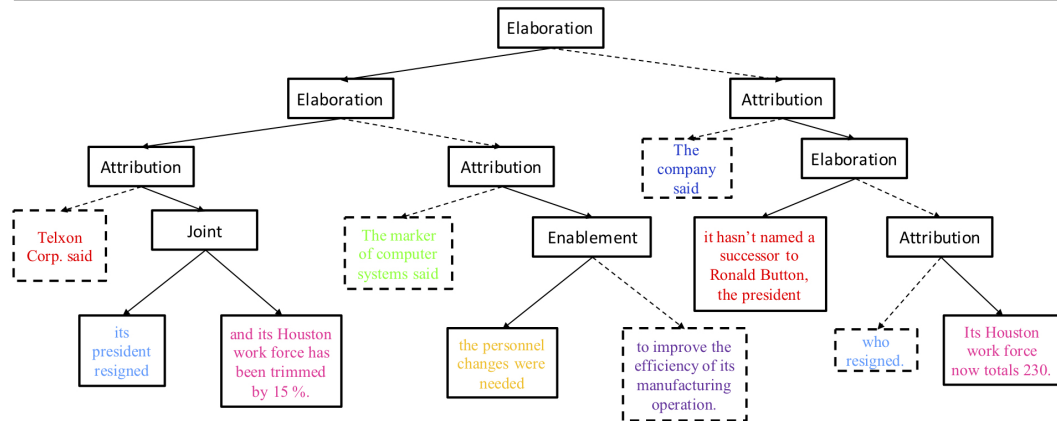 Elaboration
Elaboration
Attribution
Attribution
Attribution
The
company
said
Elaboration
Telxon
Corp. said
Joint
The marker
of computer
systems said
Enablement
it hasn't named a
successor to
Ronald Button,
the president
Attribution
its
president
resigned
and its Houston
work force has
been trimmed
by 15 %.
the personnel
changes were
needed
to improve the
efficiency of its
manufacturing
operation.
who
resigned.
Its Houston
work force
now totals 230.